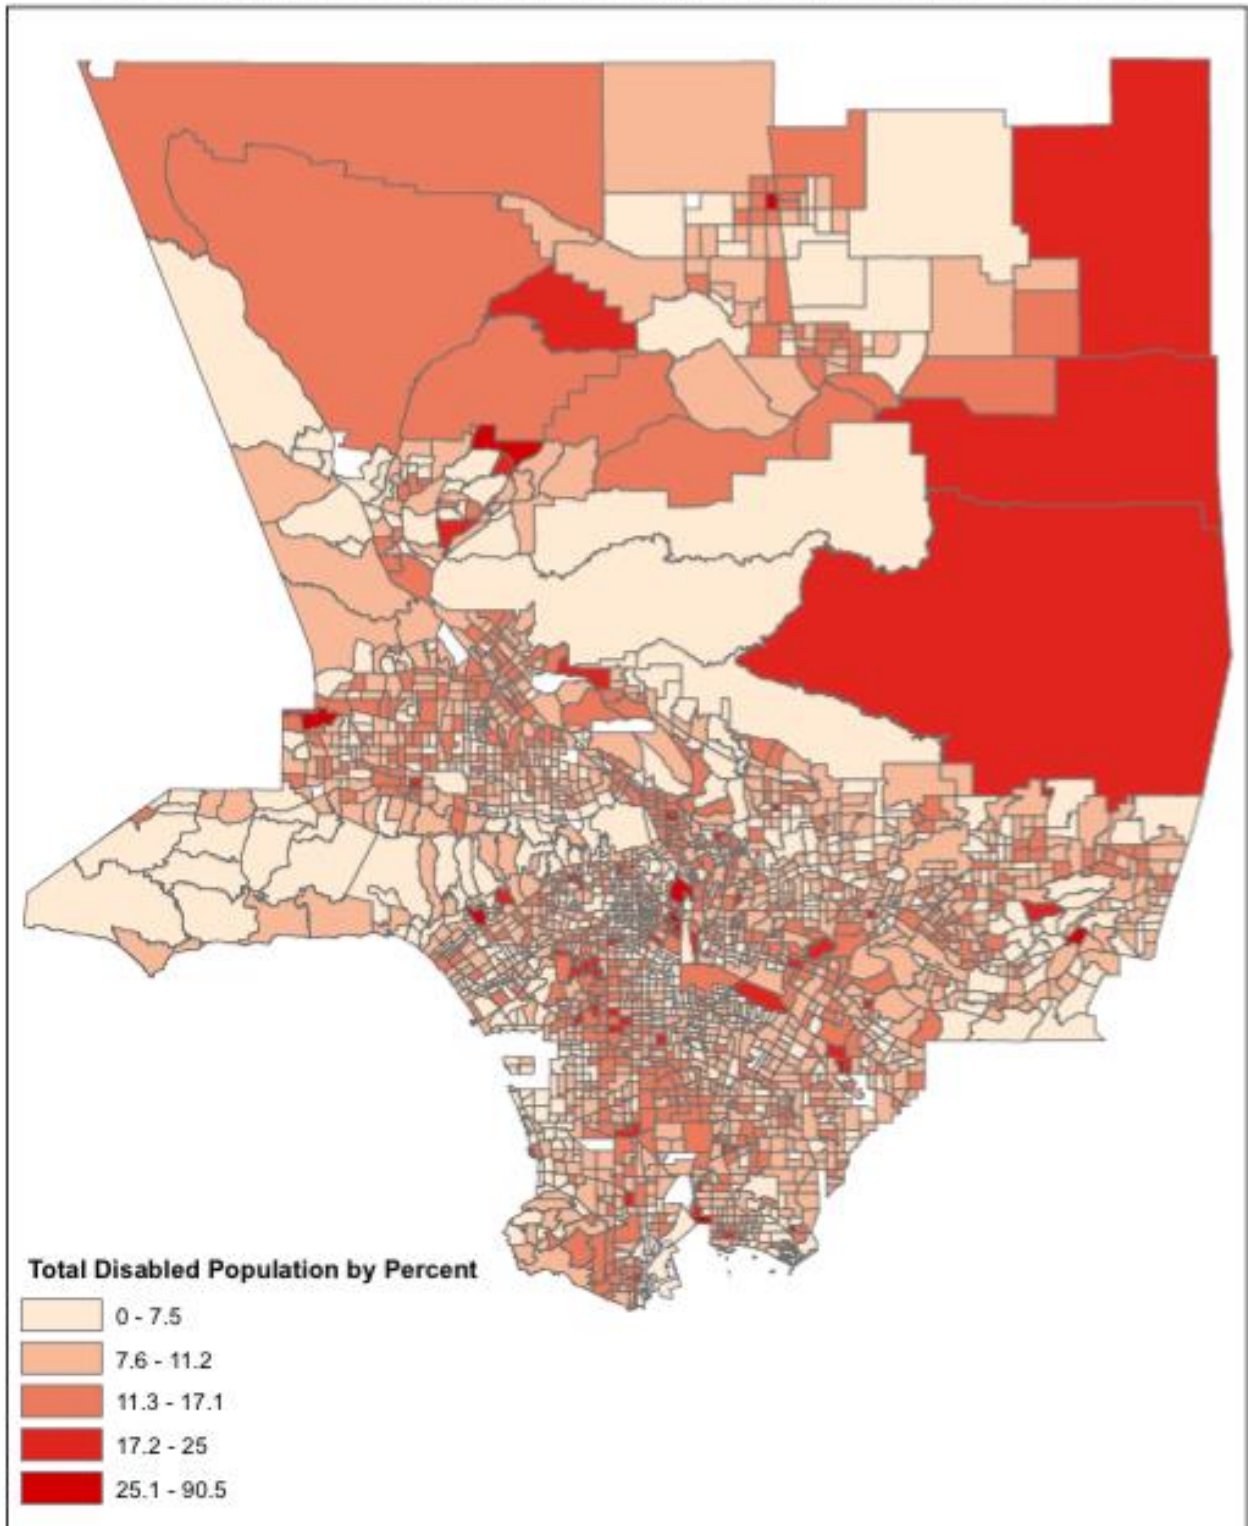 Total Disabled Population by Percent
0 - 7.5
7.6 - 11.2
11.3 - 17.1
17.2 - 25
25.1 - 90.5